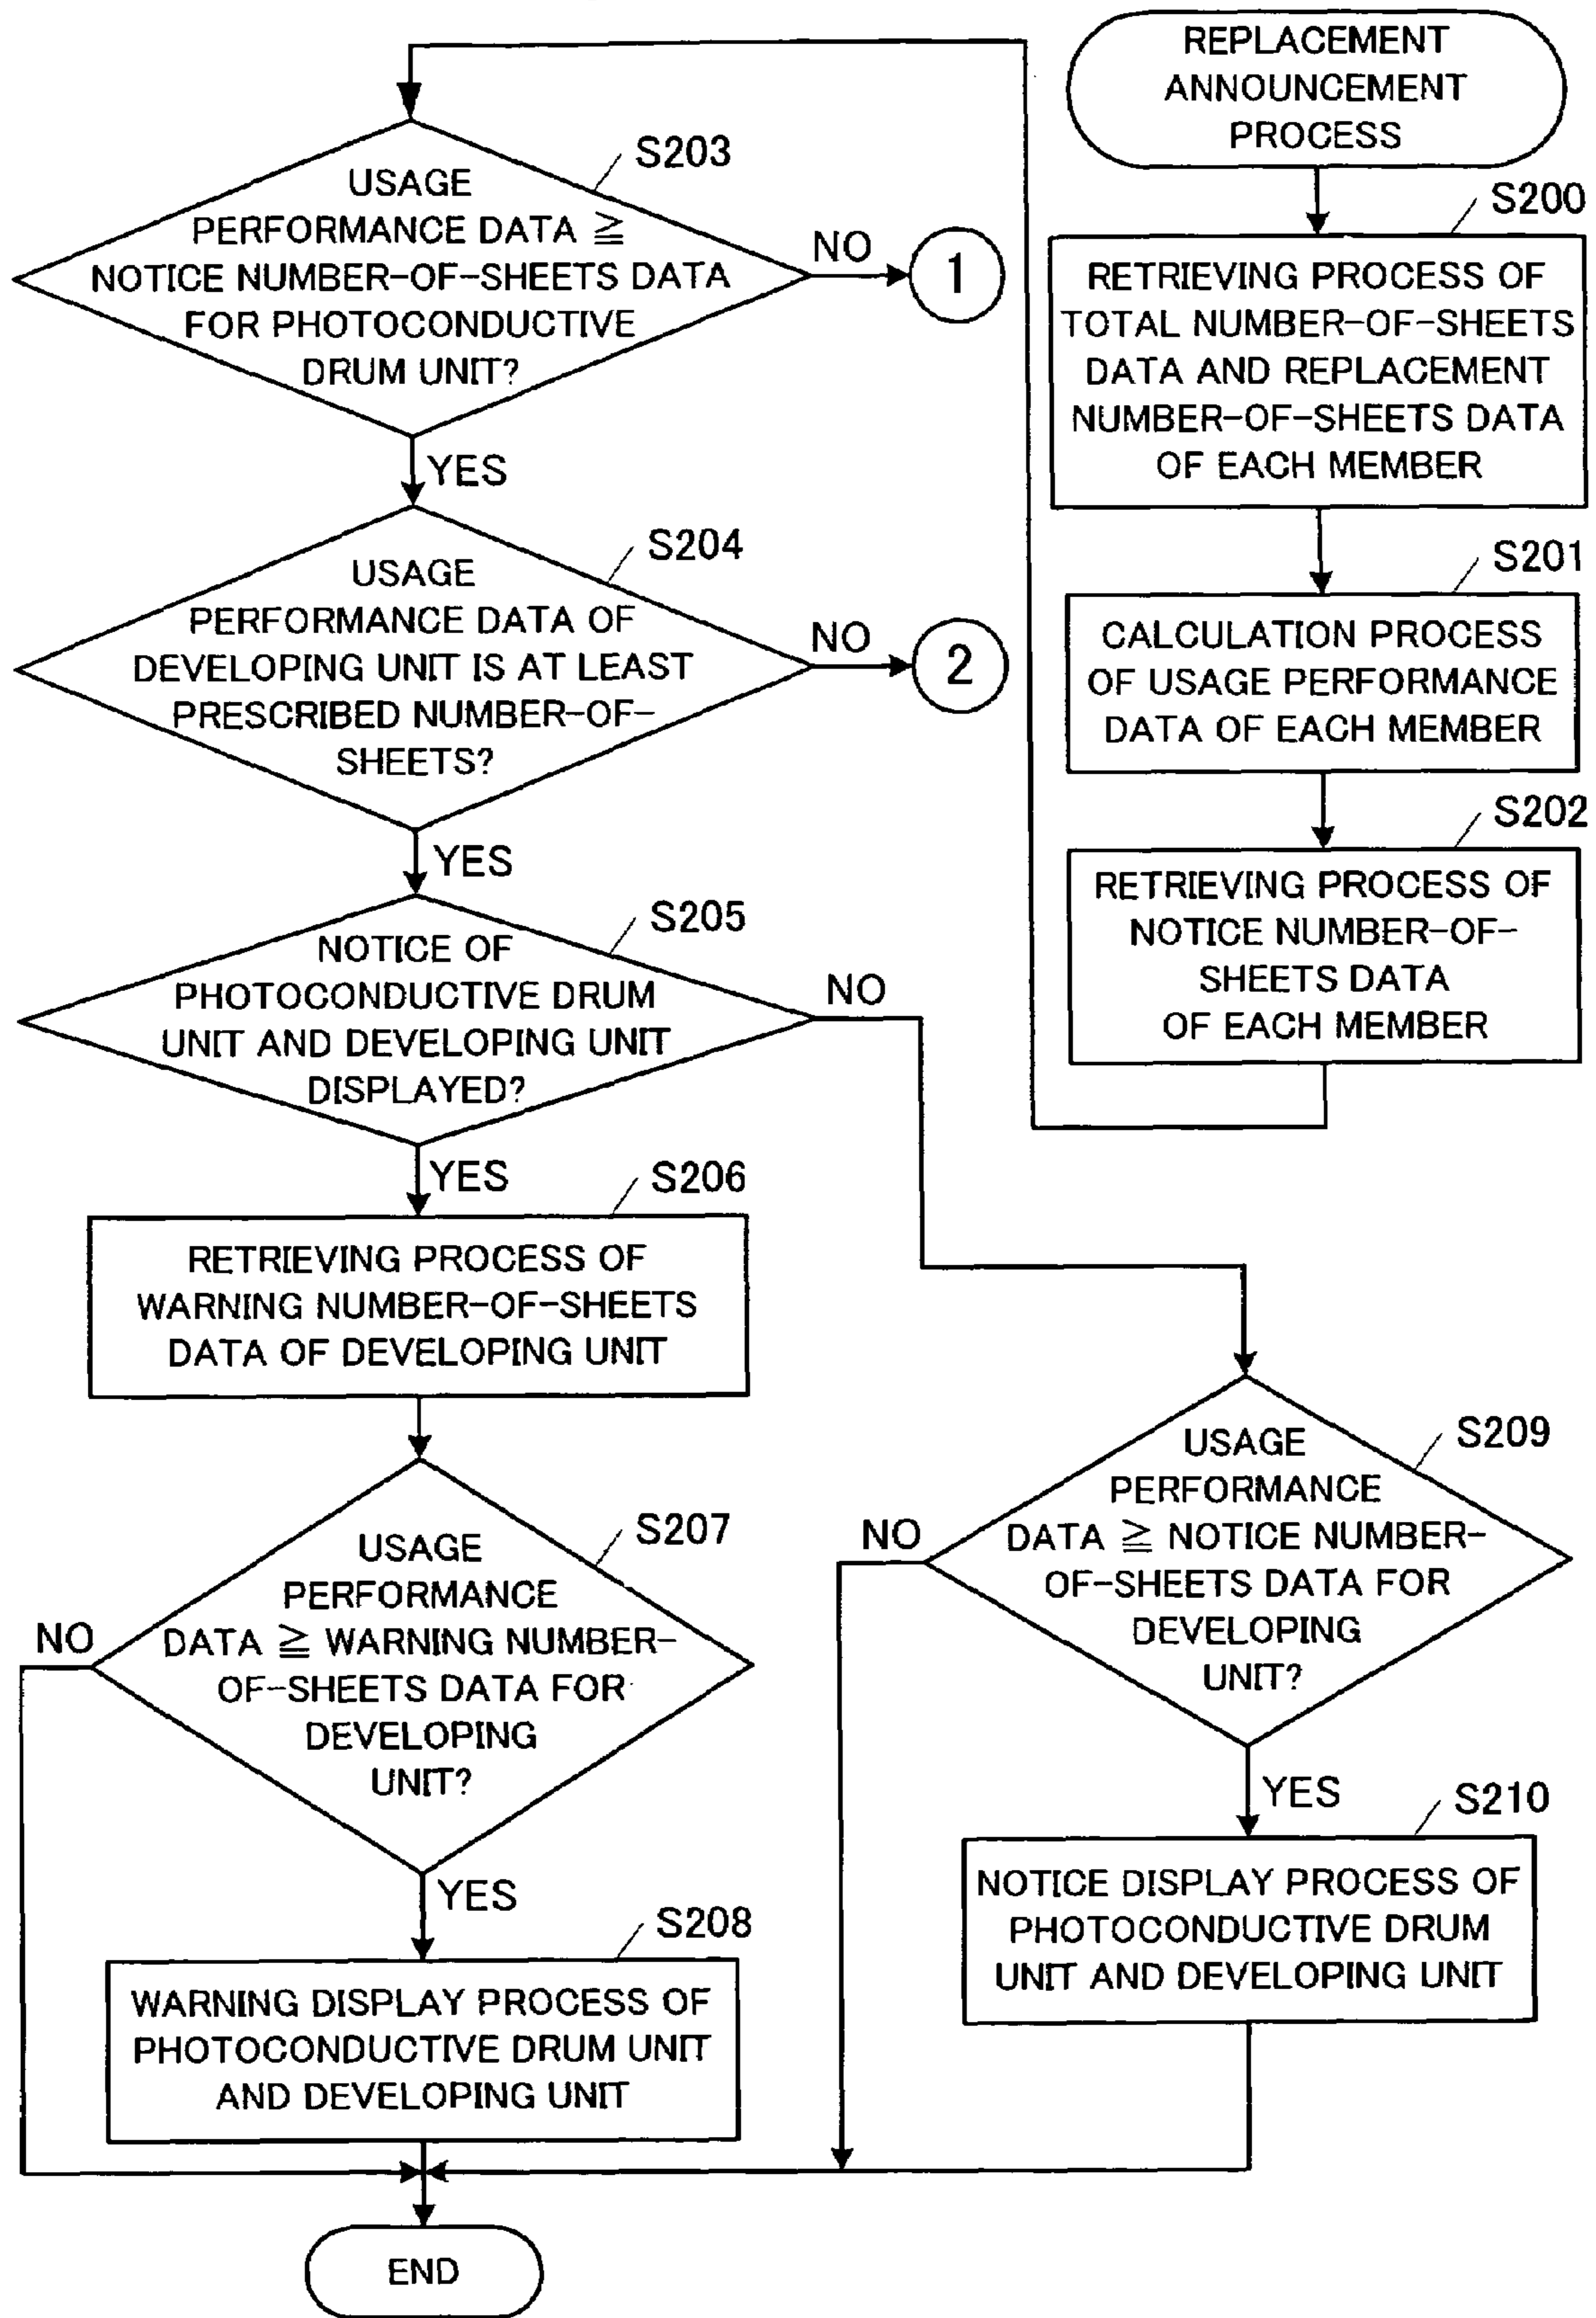 REPLACEMENT
ANNOUNCEMENT
PROCESS
S200
RETRIEVING PROCESS OF
TOTAL NUMBER-OF-SHEETS
DATA AND REPLACEMENT
NUMBER-OF-SHEETS DATA
OF EACH MEMBER
S201
CALCULATION PROCESS
OF USAGE PERFORMANCE
DATA OF EACH MEMBER
S202
RETRIEVING PROCESS OF
NOTICE NUMBER-OF-
SHEETS DATA
OF EACH MEMBER
S203
USAGE
PERFORMANCE DATA ≧
NOTICE NUMBER-OF-SHEETS DATA
FOR PHOTOCONDUCTIVE
DRUM UNIT?
NO
1
YES
S204
USAGE
PERFORMANCE DATA OF
DEVELOPING UNIT IS AT LEAST
PRESCRIBED NUMBER-OF-
SHEETS?
NO
2
YES
S205
NOTICE OF
PHOTOCONDUCTIVE DRUM
UNIT AND DEVELOPING UNIT
DISPLAYED?
NO
YES
S206
RETRIEVING PROCESS OF
WARNING NUMBER-OF-SHEETS
DATA OF DEVELOPING UNIT
S207
USAGE
PERFORMANCE
DATA ≧ WARNING NUMBER-
OF-SHEETS DATA FOR
DEVELOPING
UNIT?
NO
YES
S208
WARNING DISPLAY PROCESS OF
PHOTOCONDUCTIVE DRUM UNIT
AND DEVELOPING UNIT
S209
USAGE
PERFORMANCE
DATA ≧ NOTICE NUMBER-
OF-SHEETS DATA FOR
DEVELOPING
UNIT?
NO
YES
S210
NOTICE DISPLAY PROCESS OF
PHOTOCONDUCTIVE DRUM
UNIT AND DEVELOPING UNIT
END